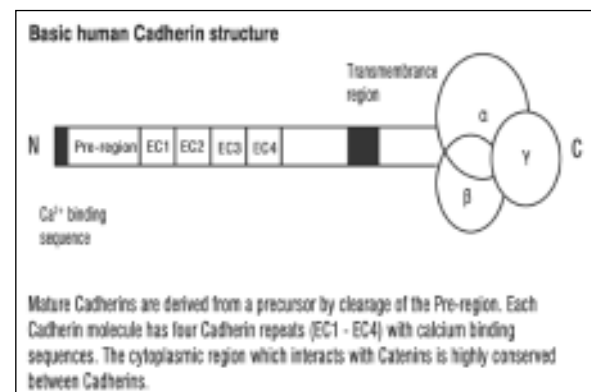 Basic human Cadherin structure
Transmembrance
region
α
N
Pre-region
EC1
EC2
EC3
EC4
γ
C
β
Ca²⁺ binding
sequence
Mature Cadherins are derived from a precursor by clearage of the Pre-region. Each
Cadherin molecule has four Cadherin repeats (EC1 - EC4) with calcium binding
sequences. The cytoplasmic region which interacts with Catenins is highly conserved
between Cadherins.